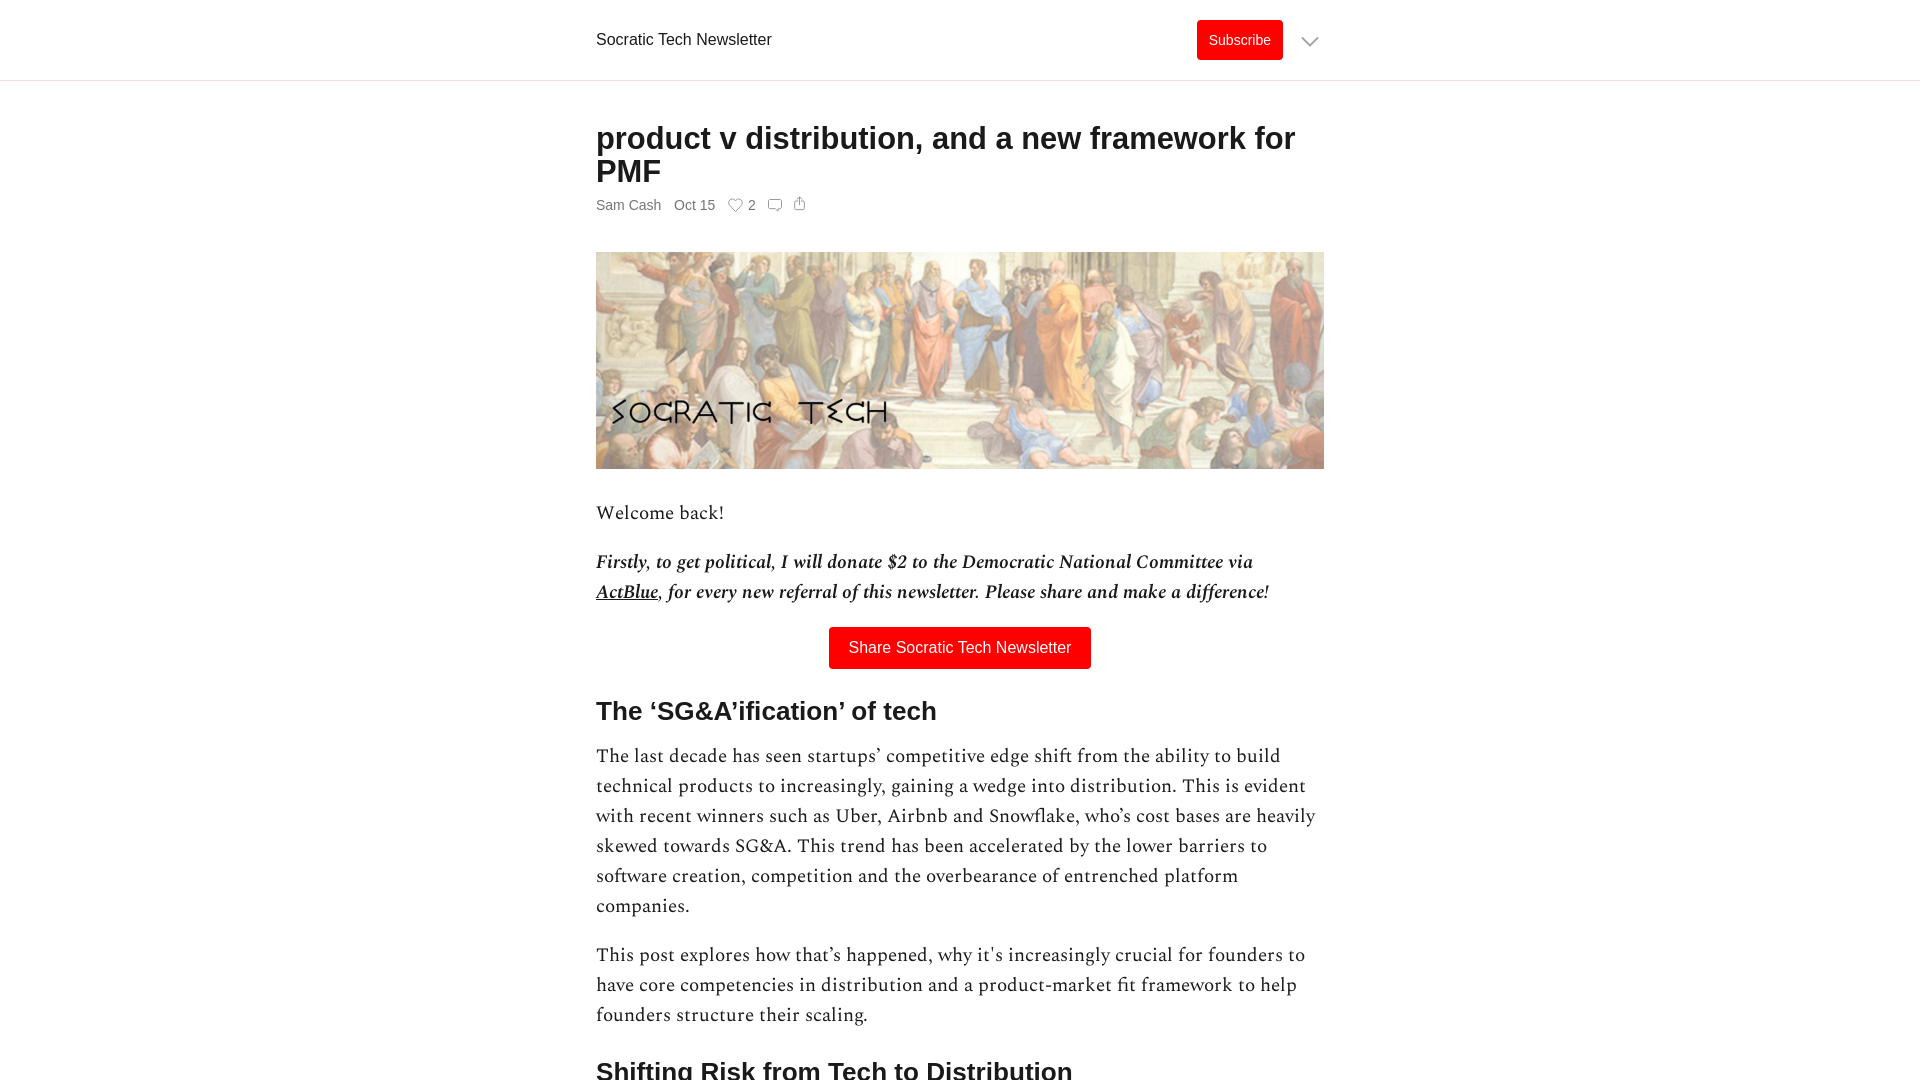 Socratic Tech Newsletter
Subscribe
product v distribution, and a new framework for
PMF
Sam Cash Oct 15 2
SOCRATIC TECH
Welcome back!
Firstly, to get political, I will donate $2 to the Democratic National Committee via
ActBlue, for every new referral of this newsletter. Please share and make a difference!
Share Socratic Tech Newsletter
The ‘SG&A’ification’ of tech
The last decade has seen startups’ competitive edge shift from the ability to build
technical products to increasingly, gaining a wedge into distribution. This is evident
with recent winners such as Uber, Airbnb and Snowflake, who’s cost bases are heavily
skewed towards SG&A. This trend has been accelerated by the lower barriers to
software creation, competition and the overbearance of entrenched platform
companies.
This post explores how that’s happened, why it's increasingly crucial for founders to
have core competencies in distribution and a product-market fit framework to help
founders structure their scaling.
Shifting Risk from Tech to Distribution